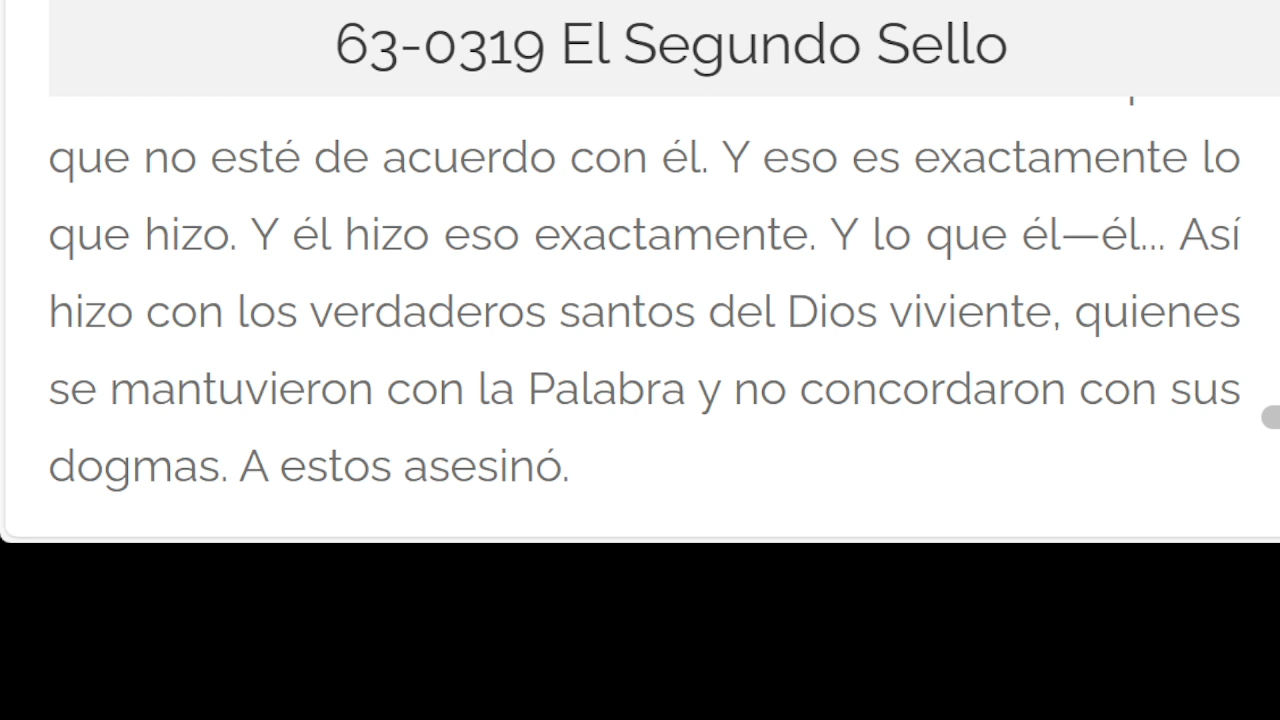 63-0319 El Segundo Sello
que no esté de acuerdo con él. Y eso es exactamente lo
que hizo. Y él hizo eso exactamente. Y lo que él—él... Así
hizo con los verdaderos santos del Dios viviente, quienes
se mantuvieron con la Palabra y no concordaron con sus
dogmas. A estos asesinó.